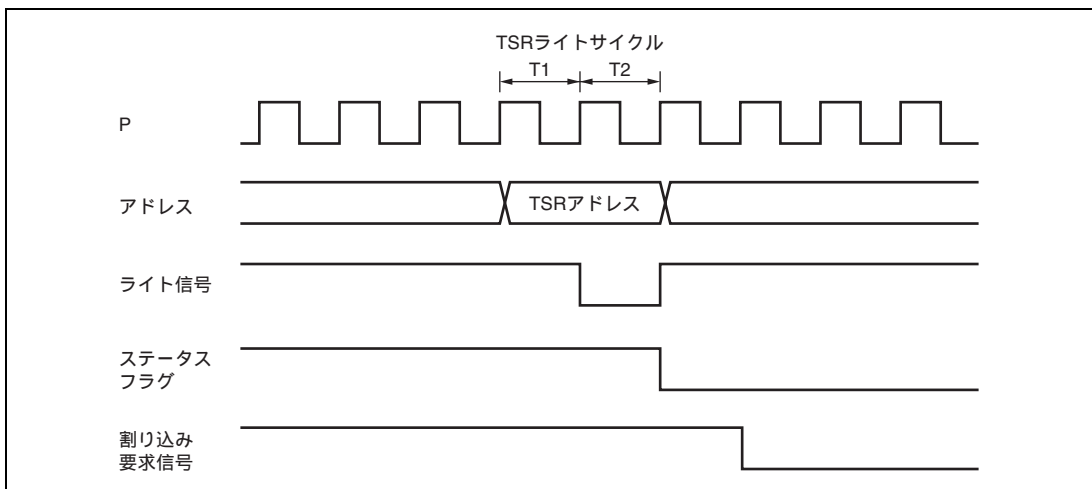 TSRライトサイクル
T1
T2
P
アドレス
TSRアドレス
ライト信号
ステータス
フラグ
割り込み
要求信号